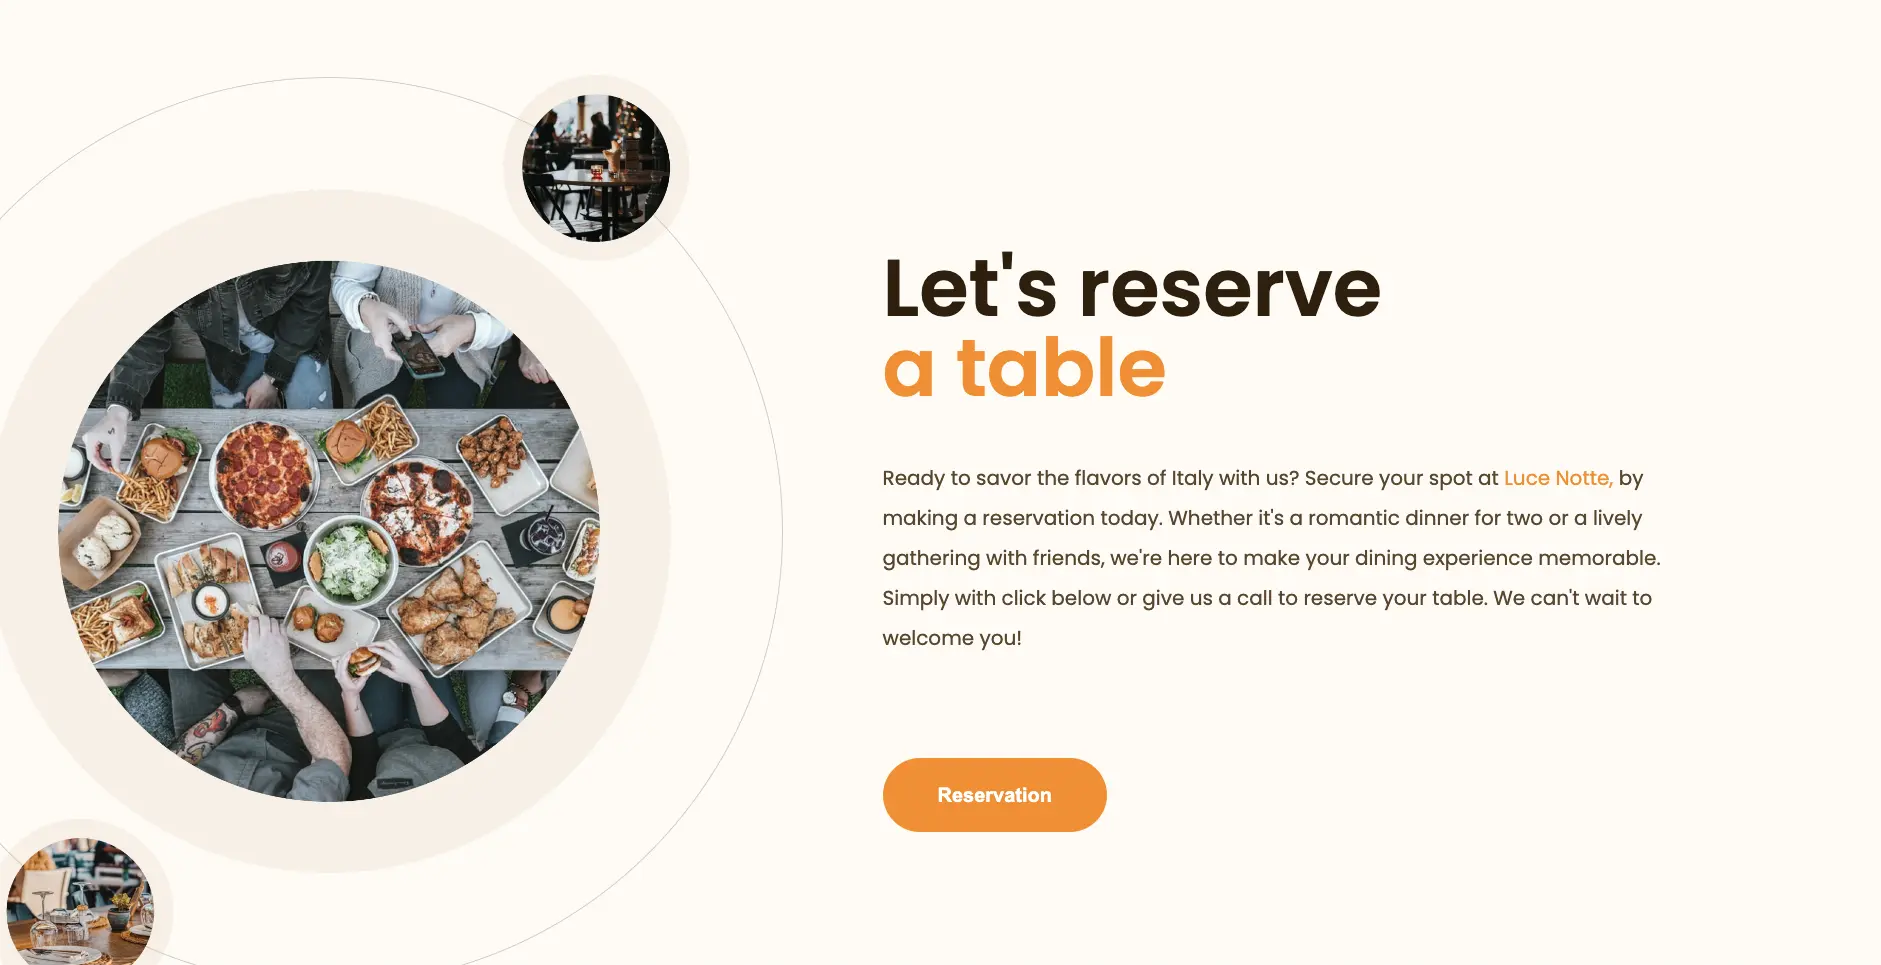 Let's reserve
a table
Ready to savor the flavors of Italy with us? Secure your spot at Luce Notte, by
making a reservation today. Whether it's a romantic dinner for two or a lively
gathering with friends, we're here to make your dining experience memorable.
Simply with click below or give us a call to reserve your table. We can't wait to
welcome you!
Reservation